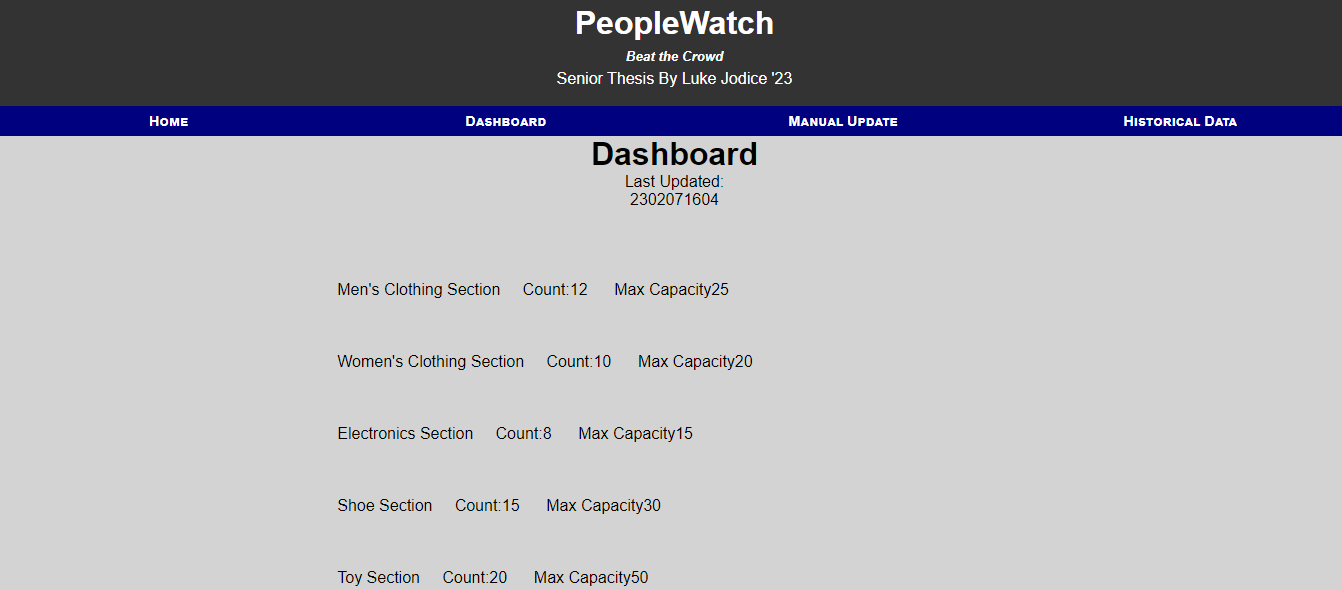 PeopleWatch
Beat the Crowd
Senior Thesis By Luke Jodice '23
Home Dashboard Manual Update Historical Data
Dashboard
Last Updated:
2302071604
Men's Clothing Section Count:12 Max Capacity25
Women's Clothing Section Count:10 Max Capacity20
Electronics Section Count:8 Max Capacity15
Shoe Section Count:15 Max Capacity30
Toy Section Count:20 Max Capacity50